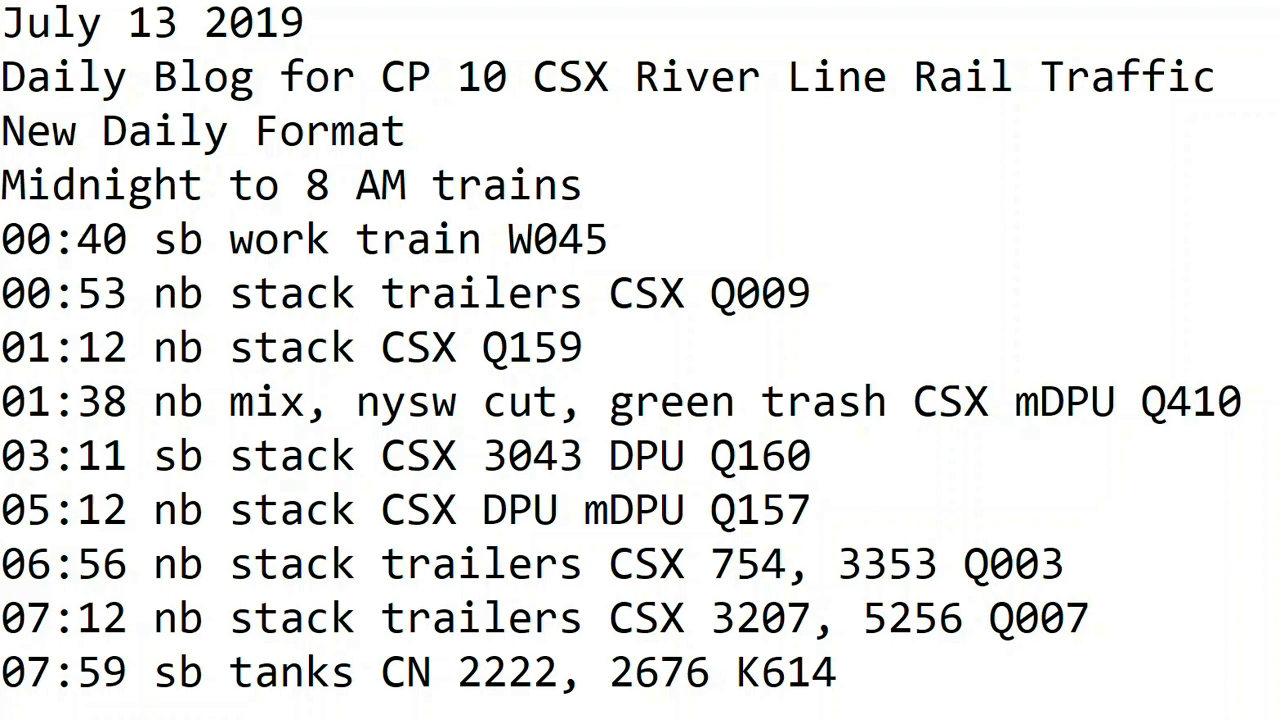 July 13 2019
Daily Blog for CP 10 CSX River Line Rail Traffic
New Daily Format
Midnight to 8 AM trains
00:40 sb work train W045
00:53 nb stack trailers CSX Q009
01:12 nb stack CSX Q159
01:38 nb mix, nysw cut, green trash CSX mDPU Q410
03:11 sb stack CSX 3043 DPU Q160
05:12 nb stack CSX DPU mDPU Q157
06:56 nb stack trailers CSX 754, 3353 Q003
07:12 nb stack trailers CSX 3207, 5256 Q007
07:59 sb tanks CN 2222, 2676 K614